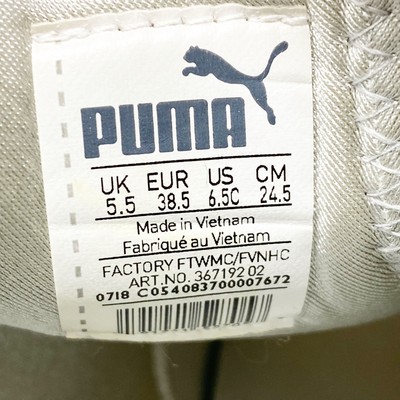 PUMA
UK EUR US CM
5.5 38.5 6.5C 24.5
Made in Vietnam
Fabriqué au Vietnam
FACTORY FTWMC/FVNHC
ART.NO. 367192 02
0718 C054083700007672